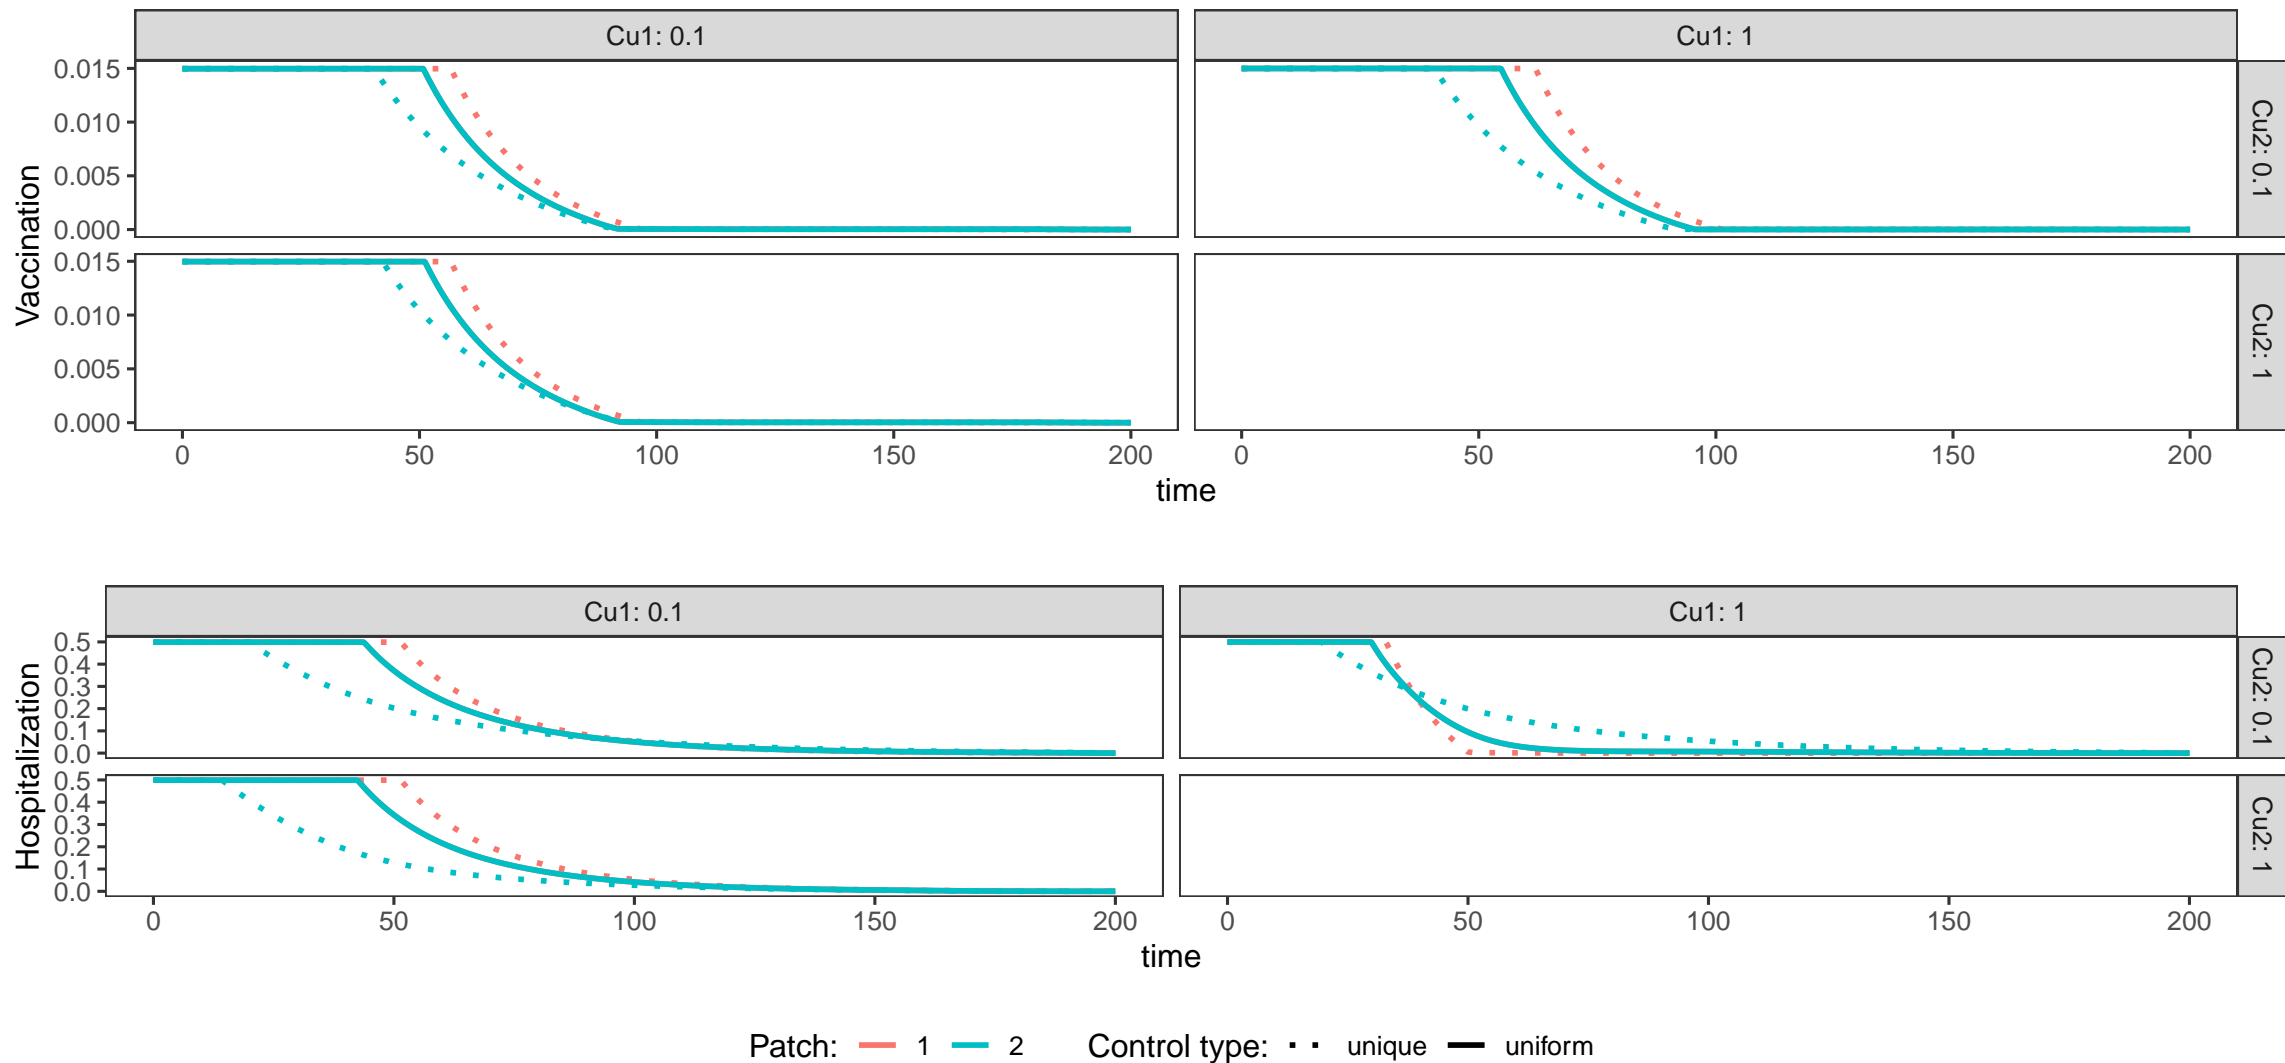 Cu1: 0.1 Cu1: 1
Vaccination
0.015
0.010
0.005
0.000
Cu2: 0.1
0.015
0.010
0.005
0.000
Cu2: 1
0 50 100 150 200 0 50 100 150 200
time
Cu1: 0.1 Cu1: 1
Hospitalization
0.5
0.4
0.3
0.2
0.1
0.0
Cu2: 0.1
0.5
0.4
0.3
0.2
0.1
0.0
Cu2: 1
0 50 100 150 200 0 50 100 150 200
time
Patch: 1 2 Control type: unique uniform